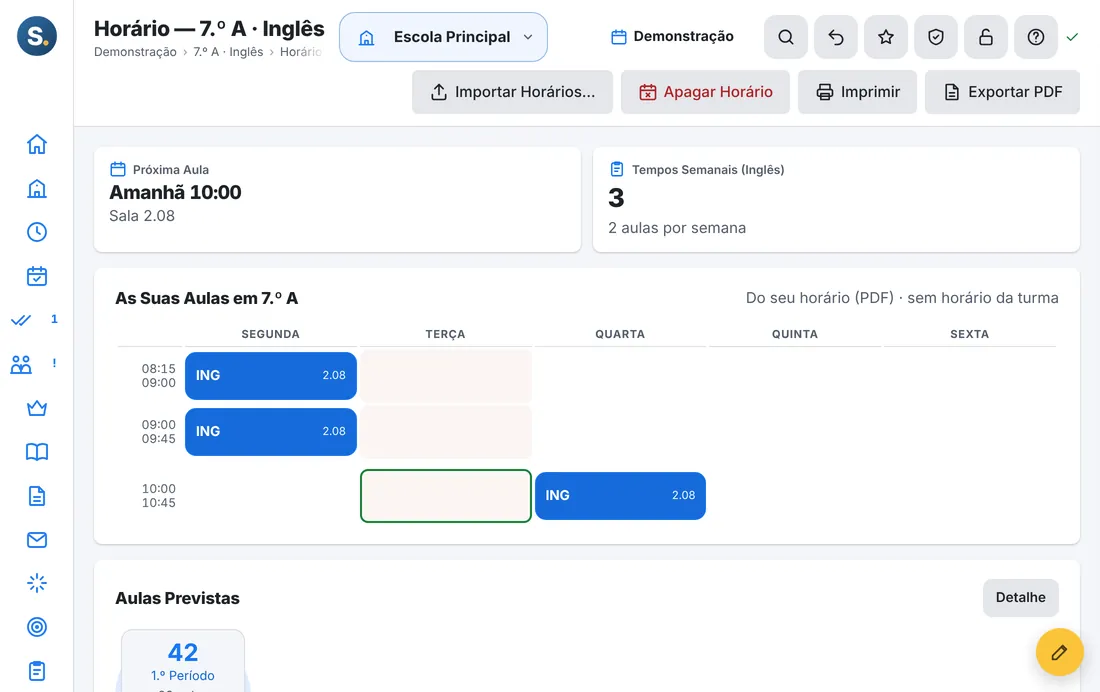 S.
Horário — 7.º A · Inglês
Demonstração › 7.º A · Inglês › Horário
Escola Principal
Demonstração
Importar Horários...
Apagar Horário
Imprimir
Exportar PDF
1
!
Próxima Aula
Amanhã 10:00
Sala 2.08
Tempos Semanais (Inglês)
3
2 aulas por semana
As Suas Aulas em 7.º A
Do seu horário (PDF) · sem horário da turma
SEGUNDA TERÇA QUARTA QUINTA SEXTA
08:15
09:00
ING 2.08
09:00
09:45
ING 2.08
10:00
10:45
ING 2.08
Aulas Previstas
Detalhe
42
1.º Período